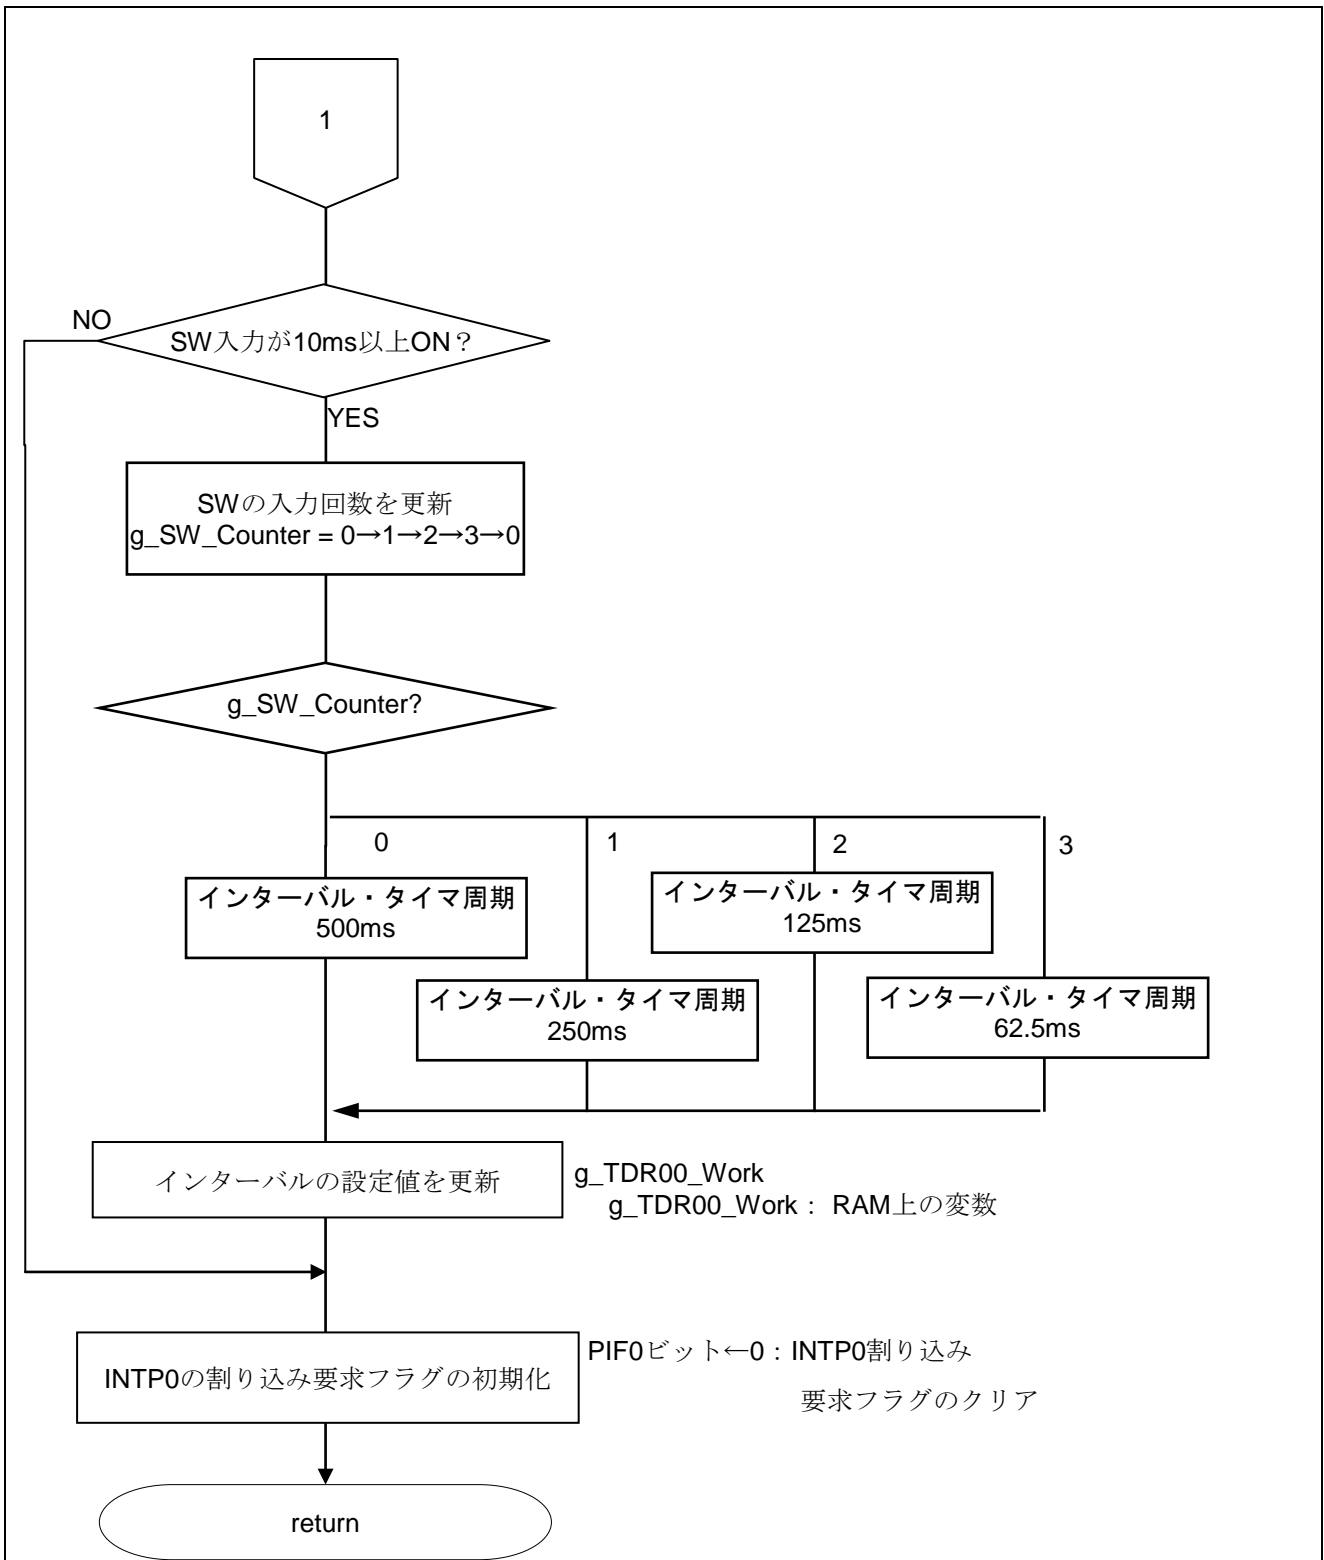 1
NO
SW入力が10ms以上ON？
YES
SWの入力回数を更新
g_SW_Counter = 0→1→2→3→0
g_SW_Counter?
0
1
2
3
インターバル・タイマ周期
500ms
インターバル・タイマ周期
125ms
インターバル・タイマ周期
250ms
インターバル・タイマ周期
62.5ms
インターバルの設定値を更新
g_TDR00_Work
g_TDR00_Work： RAM上の変数
INTP0の割り込み要求フラグの初期化
PIF0ビット←0：INTP0割り込み
要求フラグのクリア
return